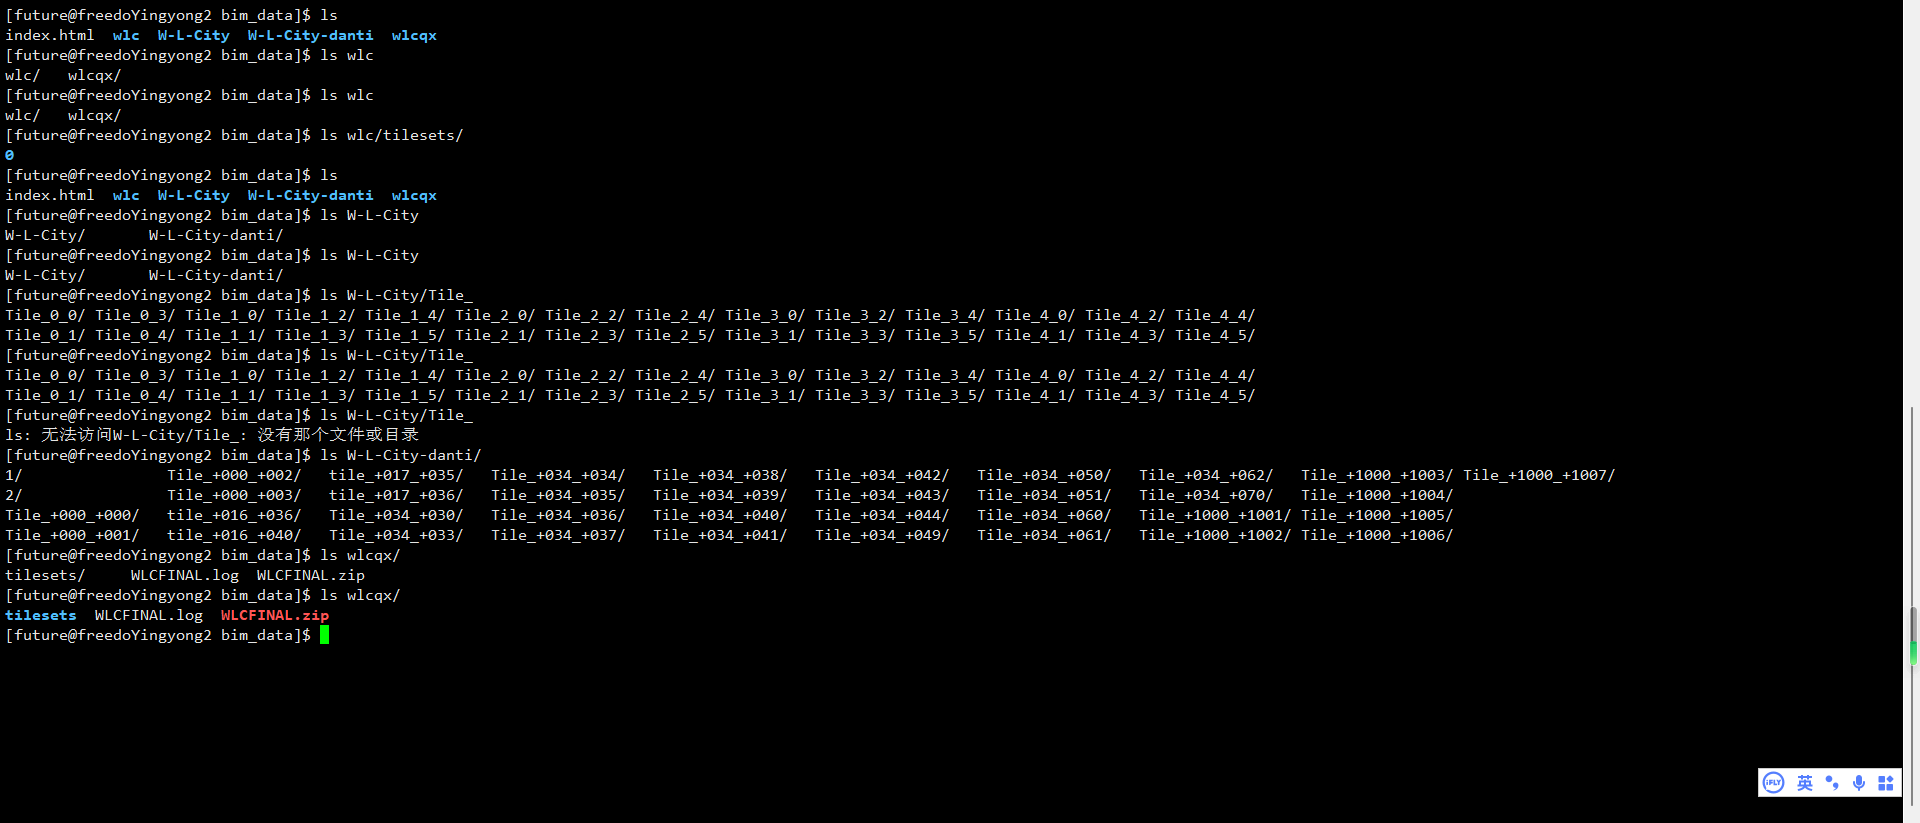 [future@freedoYingyong2 bim_data]$ ls
index.html  wlc  W-L-City  W-L-City-danti  wlcqx
[future@freedoYingyong2 bim_data]$ ls wlc
wlc/   wlcqx/
[future@freedoYingyong2 bim_data]$ ls wlc
wlc/   wlcqx/
[future@freedoYingyong2 bim_data]$ ls wlc/tilesets/
0
[future@freedoYingyong2 bim_data]$ ls
index.html  wlc  W-L-City  W-L-City-danti  wlcqx
[future@freedoYingyong2 bim_data]$ ls W-L-City
W-L-City/       W-L-City-danti/
[future@freedoYingyong2 bim_data]$ ls W-L-City
W-L-City/       W-L-City-danti/
[future@freedoYingyong2 bim_data]$ ls W-L-City/Tile_
Tile_0_0/ Tile_0_3/ Tile_1_0/ Tile_1_2/ Tile_1_4/ Tile_2_0/ Tile_2_2/ Tile_2_4/ Tile_3_0/ Tile_3_2/ Tile_3_4/ Tile_4_0/ Tile_4_2/ Tile_4_4/
Tile_0_1/ Tile_0_4/ Tile_1_1/ Tile_1_3/ Tile_1_5/ Tile_2_1/ Tile_2_3/ Tile_2_5/ Tile_3_1/ Tile_3_3/ Tile_3_5/ Tile_4_1/ Tile_4_3/ Tile_4_5/
[future@freedoYingyong2 bim_data]$ ls W-L-City/Tile_
Tile_0_0/ Tile_0_3/ Tile_1_0/ Tile_1_2/ Tile_1_4/ Tile_2_0/ Tile_2_2/ Tile_2_4/ Tile_3_0/ Tile_3_2/ Tile_3_4/ Tile_4_0/ Tile_4_2/ Tile_4_4/
Tile_0_1/ Tile_0_4/ Tile_1_1/ Tile_1_3/ Tile_1_5/ Tile_2_1/ Tile_2_3/ Tile_2_5/ Tile_3_1/ Tile_3_3/ Tile_3_5/ Tile_4_1/ Tile_4_3/ Tile_4_5/
[future@freedoYingyong2 bim_data]$ ls W-L-City/Tile_
ls: 无法访问W-L-City/Tile_: 没有那个文件或目录
[future@freedoYingyong2 bim_data]$ ls W-L-City-danti/
1/                Tile_+000_+002/   tile_+017_+035/   Tile_+034_+034/   Tile_+034_+038/   Tile_+034_+042/   Tile_+034_+050/   Tile_+034_+062/   Tile_+1000_+1003/ Tile_+1000_+1007/
2/                Tile_+000_+003/   tile_+017_+036/   Tile_+034_+035/   Tile_+034_+039/   Tile_+034_+043/   Tile_+034_+051/   Tile_+034_+070/   Tile_+1000_+1004/
Tile_+000_+000/   tile_+016_+036/   Tile_+034_+030/   Tile_+034_+036/   Tile_+034_+040/   Tile_+034_+044/   Tile_+034_+060/   Tile_+1000_+1001/ Tile_+1000_+1005/
Tile_+000_+001/   tile_+016_+040/   Tile_+034_+033/   Tile_+034_+037/   Tile_+034_+041/   Tile_+034_+049/   Tile_+034_+061/   Tile_+1000_+1002/ Tile_+1000_+1006/
[future@freedoYingyong2 bim_data]$ ls wlcqx/
tilesets/     WLCFINAL.log  WLCFINAL.zip
[future@freedoYingyong2 bim_data]$ ls wlcqx/
tilesets  WLCFINAL.log  WLCFINAL.zip
[future@freedoYingyong2 bim_data]$
iFLY 英